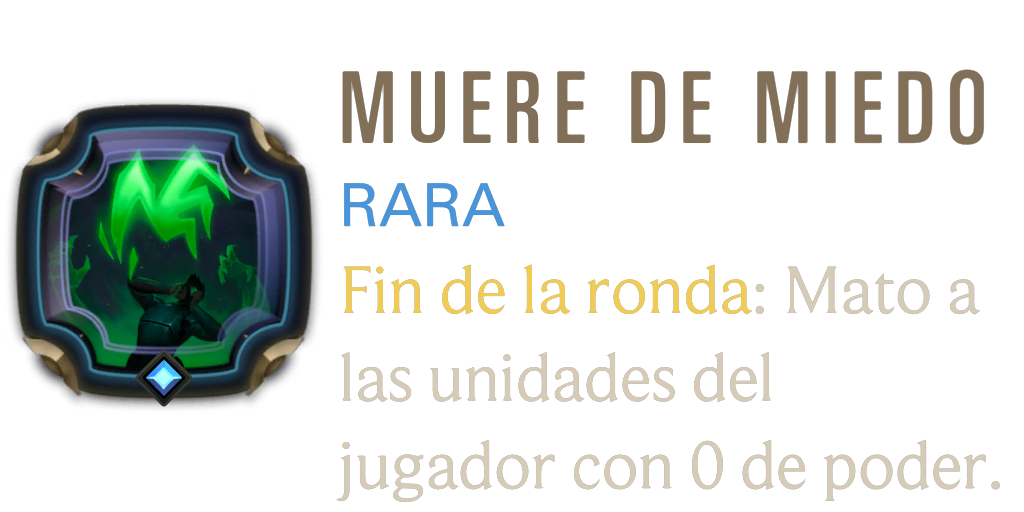 MUERE DE MIEDO
RARA
Fin de la ronda: Mato a
las unidades del
jugador con 0 de poder.